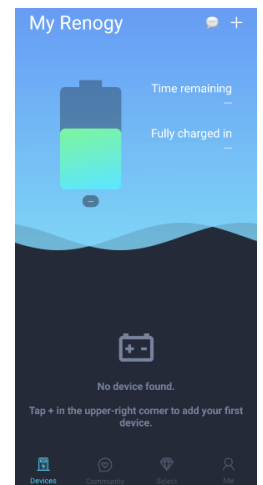 My Renogy
Time remaining
--
Fully charged in
--
--
No device found.
Tap + in the upper-right corner to add your first
device.
Devices
Community
Select
Me